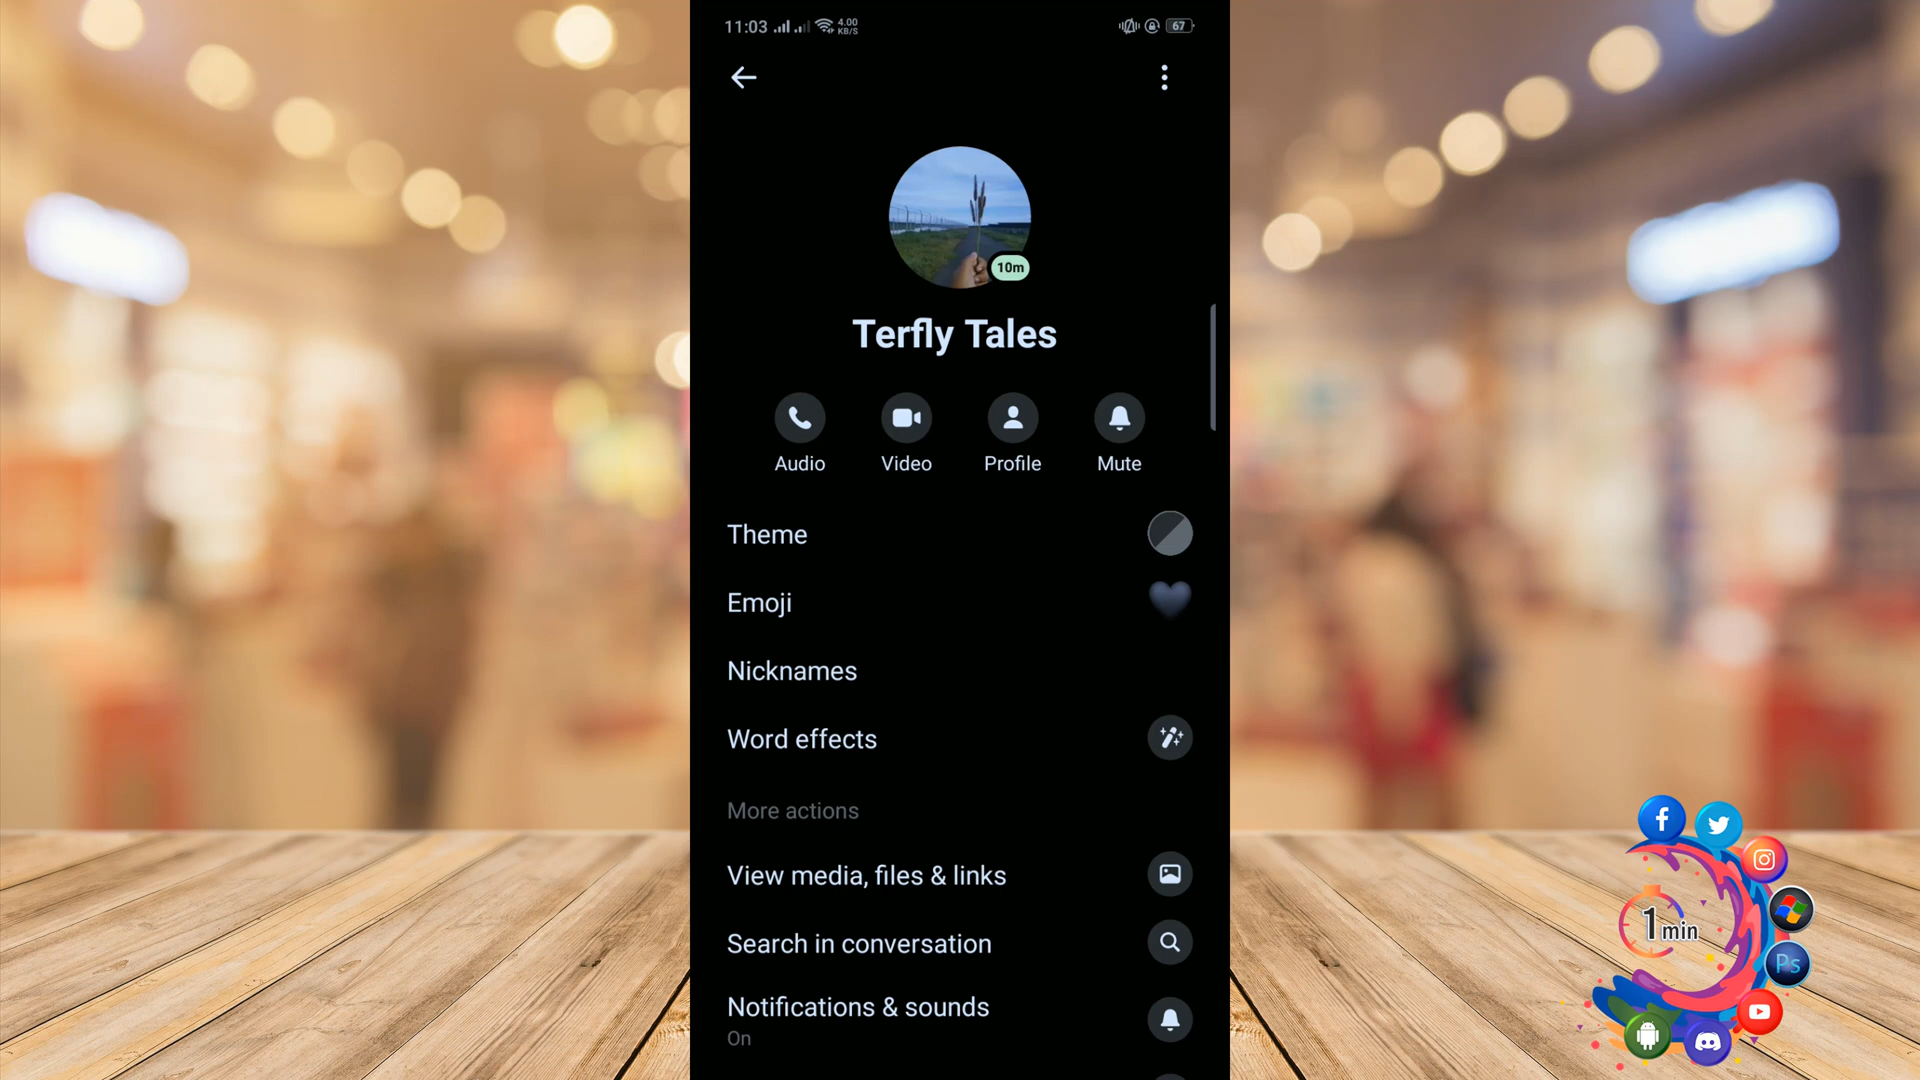 11:03 4.00 KB/S 67
10m
Terfly Tales
Audio Video Profile Mute
Theme
Emoji
Nicknames
Word effects
More actions
View media, files & links
Search in conversation
Notifications & sounds
On
1 min
Ps